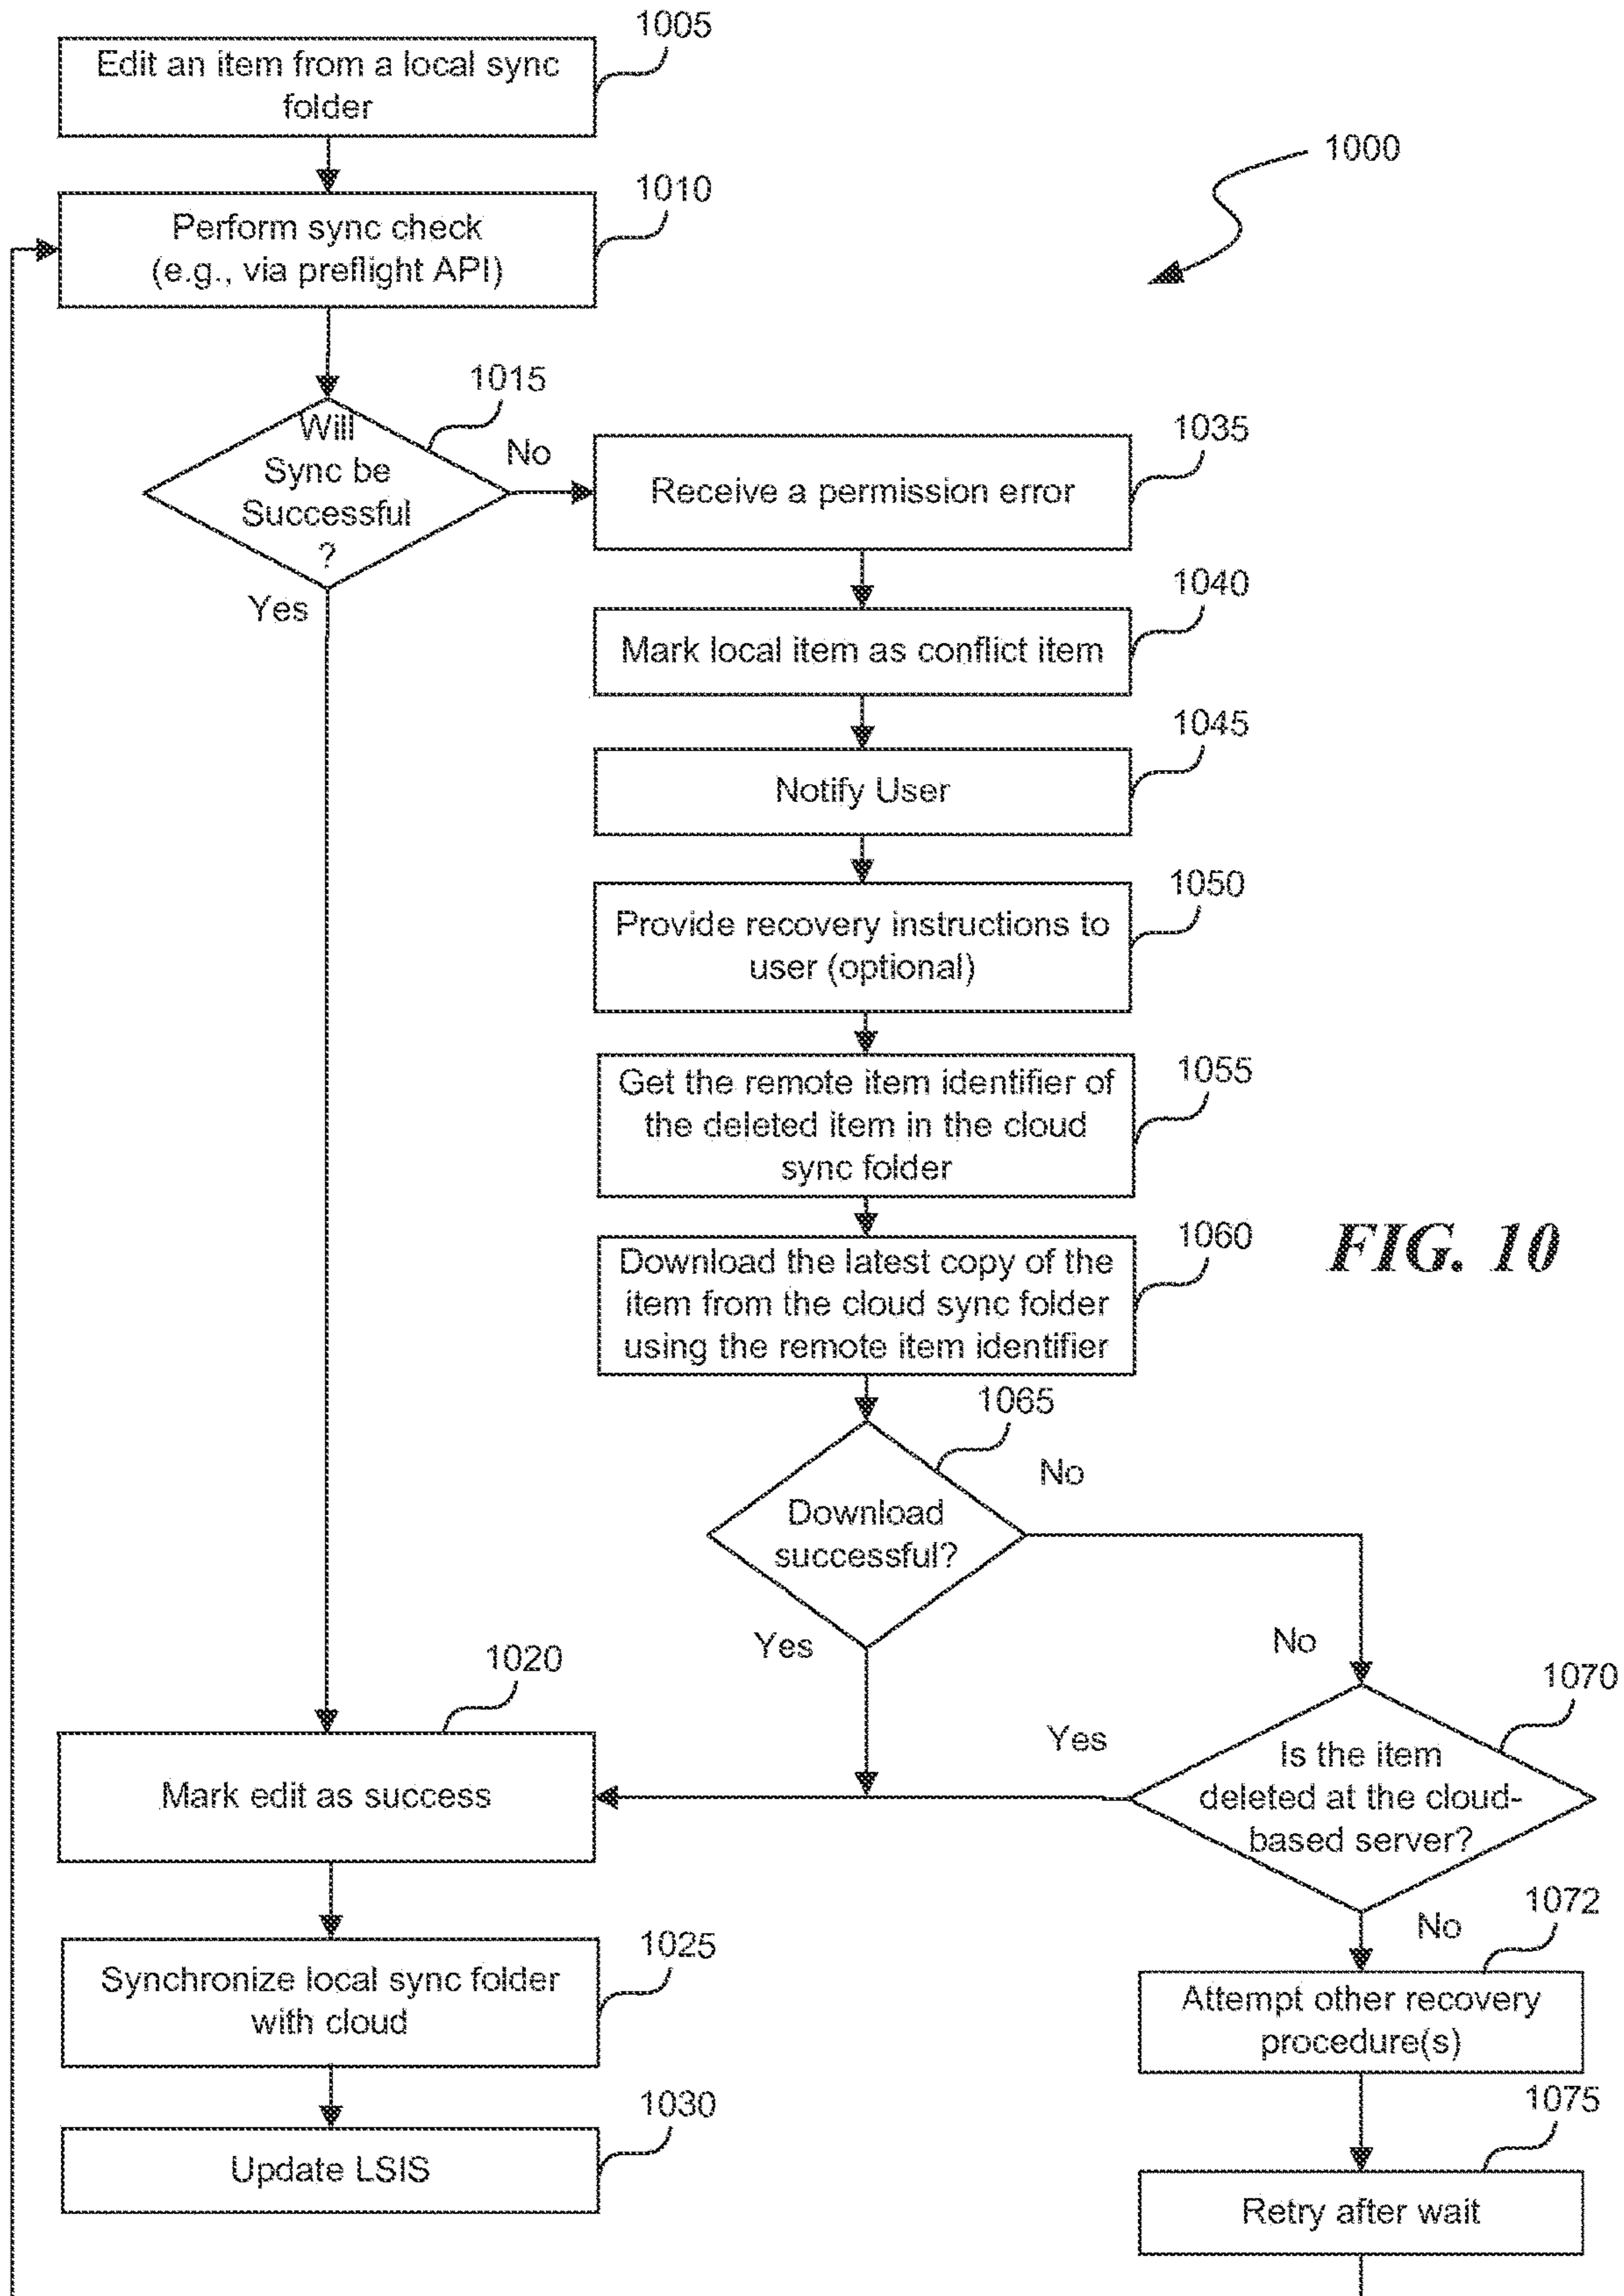 1005
Edit an item from a local sync
folder
1000
1010
Perform sync check
(e.g., via preflight API)
1015
Will
Sync be
Successful
?
No
Yes
1035
Receive a permission error
1040
Mark local item as conflict item
1045
Notify User
1050
Provide recovery instructions to
user (optional)
1055
Get the remote item identifier of
the deleted item in the cloud
sync folder
1060
Download the latest copy of the
item from the cloud sync folder
using the remote item identifier
FIG. 10
1065
Download
successful?
No
Yes
No
1070
Is the item
deleted at the cloud-
based server?
Yes
No
1020
Mark edit as success
1025
Synchronize local sync folder
with cloud
1030
Update LSIS
1072
Attempt other recovery
procedure(s)
1075
Retry after wait